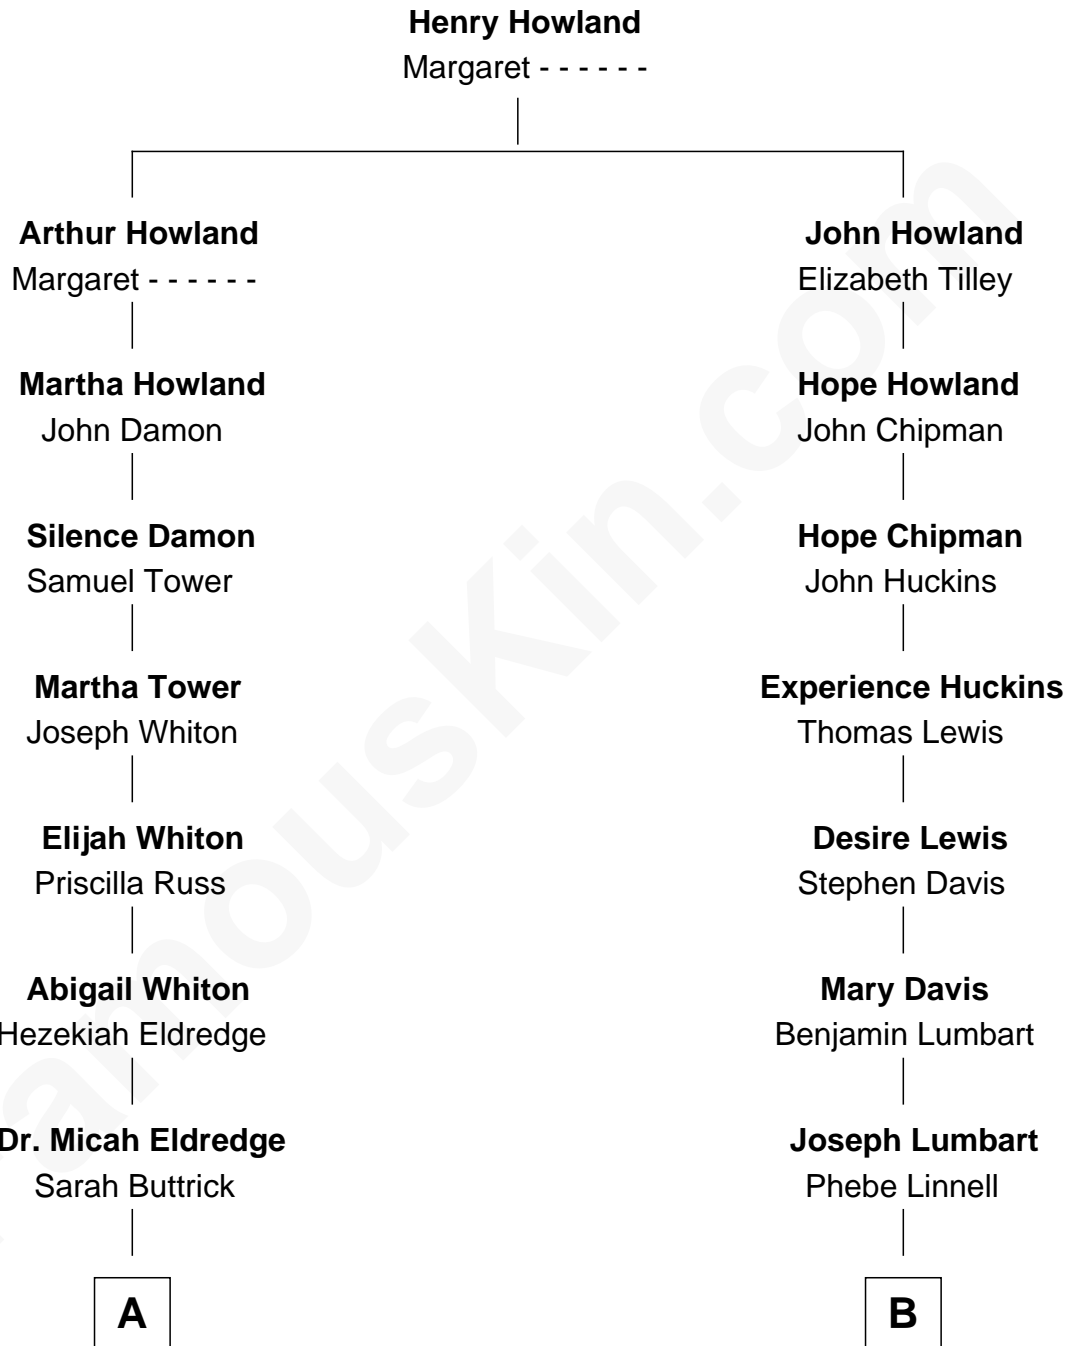 Henry Howland
Margaret - - - - - -
Arthur Howland
Margaret - - - - - -
John Howland
Elizabeth Tilley
Martha Howland
John Damon
Hope Howland
John Chipman
Silence Damon
Samuel Tower
Hope Chipman
John Huckins
Martha Tower
Joseph Whiton
Experience Huckins
Thomas Lewis
Elijah Whiton
Priscilla Russ
Desire Lewis
Stephen Davis
Abigail Whiton
Hezekiah Eldredge
Mary Davis
Benjamin Lumbart
Dr. Micah Eldredge
Sarah Buttrick
Joseph Lumbart
Phebe Linnell
A
B
FamousKin.com